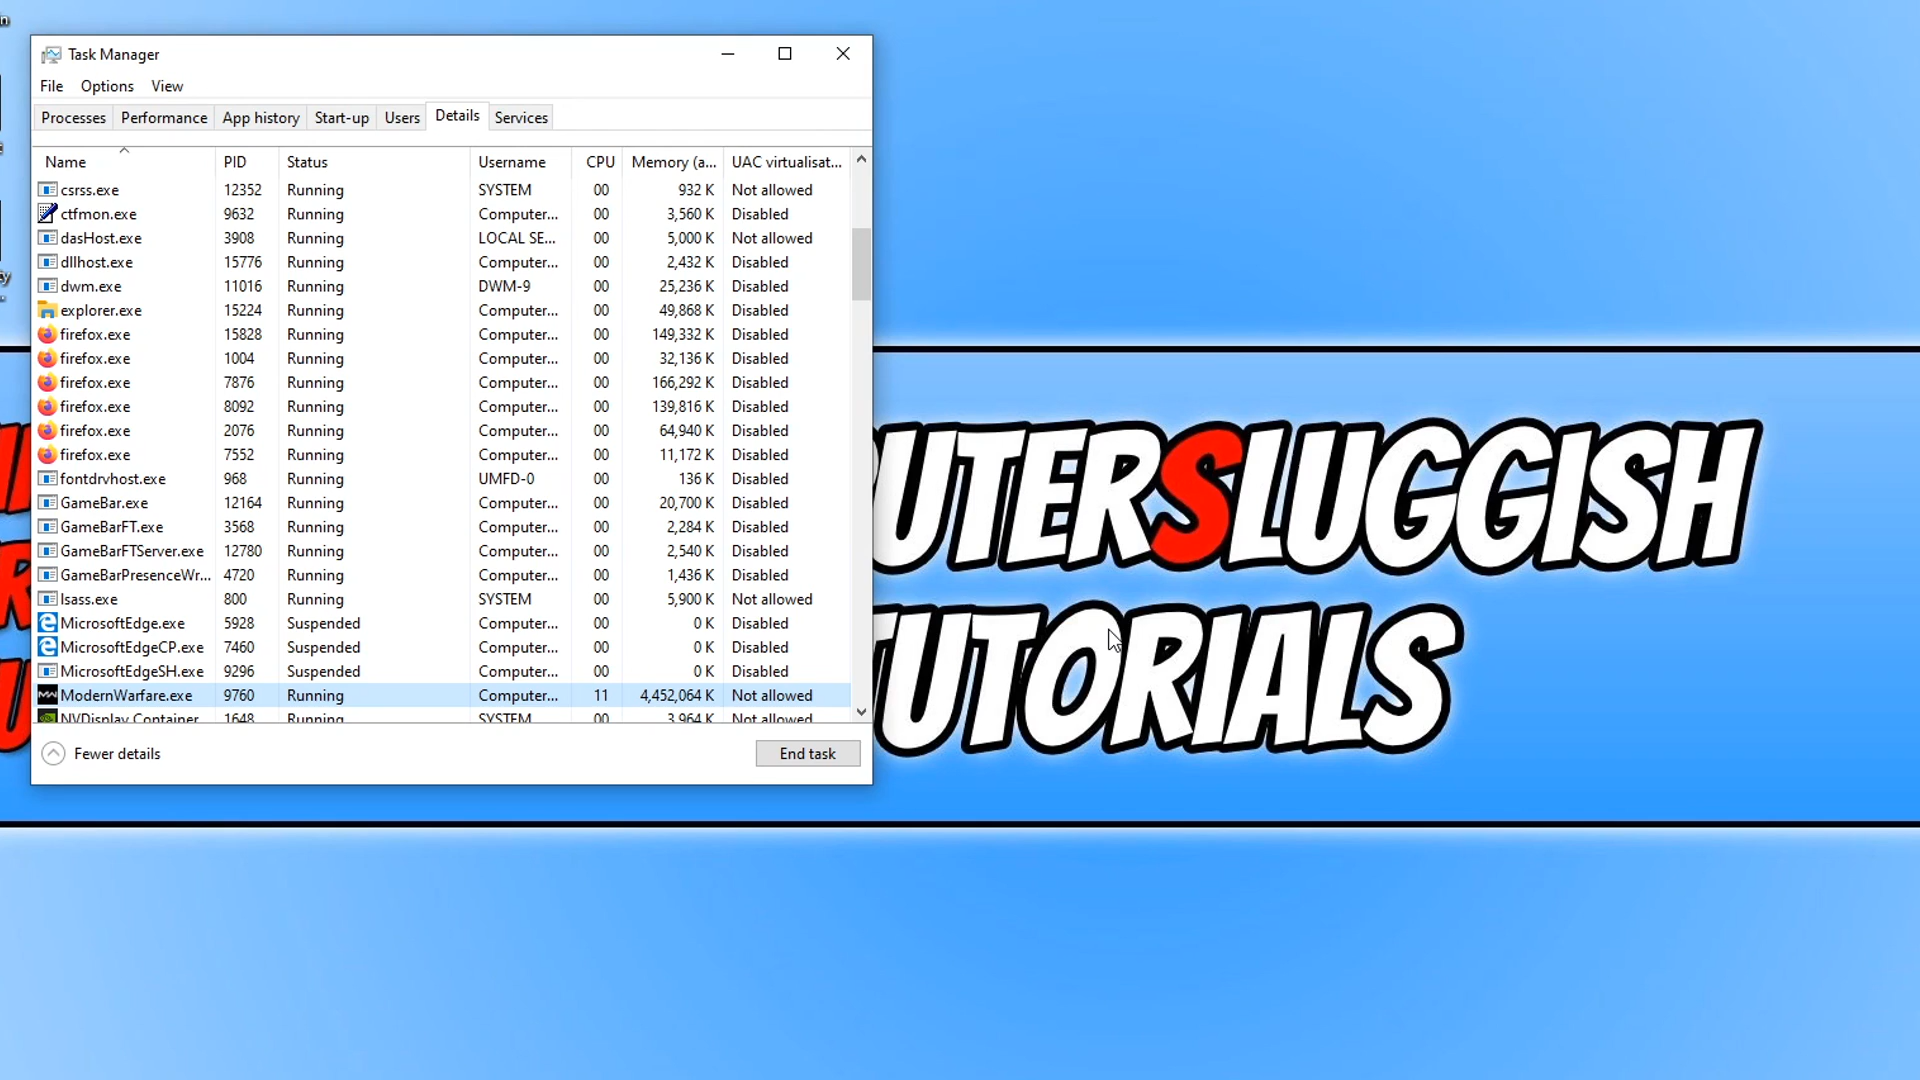 Task Manager
File Options View
Processes Performance App history Start-up Users Details Services
Name PID Status Username CPU Memory (a... UAC virtualisat...
csrss.exe 12352 Running SYSTEM 00 932 K Not allowed
ctfmon.exe 9632 Running Computer... 00 3,560 K Disabled
dasHost.exe 3908 Running LOCAL SE... 00 5,000 K Not allowed
dllhost.exe 15776 Running Computer... 00 2,432 K Disabled
dwm.exe 11016 Running DWM-9 00 25,236 K Disabled
explorer.exe 15224 Running Computer... 00 49,868 K Disabled
firefox.exe 15828 Running Computer... 00 149,332 K Disabled
firefox.exe 1004 Running Computer... 00 32,136 K Disabled
firefox.exe 7876 Running Computer... 00 166,292 K Disabled
firefox.exe 8092 Running Computer... 00 139,816 K Disabled
firefox.exe 2076 Running Computer... 00 64,940 K Disabled
firefox.exe 7552 Running Computer... 00 11,172 K Disabled
fontdrvhost.exe 968 Running UMFD-0 00 136 K Disabled
GameBar.exe 12164 Running Computer... 00 20,700 K Disabled
GameBarFT.exe 3568 Running Computer... 00 2,284 K Disabled
GameBarFTServer.exe 12780 Running Computer... 00 2,540 K Disabled
GameBarPresenceWr... 4720 Running Computer... 00 1,436 K Disabled
lsass.exe 800 Running SYSTEM 00 5,900 K Not allowed
MicrosoftEdge.exe 5928 Suspended Computer... 00 0 K Disabled
MicrosoftEdgeCP.exe 7460 Suspended Computer... 00 0 K Disabled
MicrosoftEdgeSH.exe 9296 Suspended Computer... 00 0 K Disabled
ModernWarfare.exe 9760 Running Computer... 11 4,452,064 K Not allowed
NVDisplay.Container 1648 Running SYSTEM 00 3,964 K Not allowed
Fewer details End task
UTERSLUGGISH
TUTORIALS